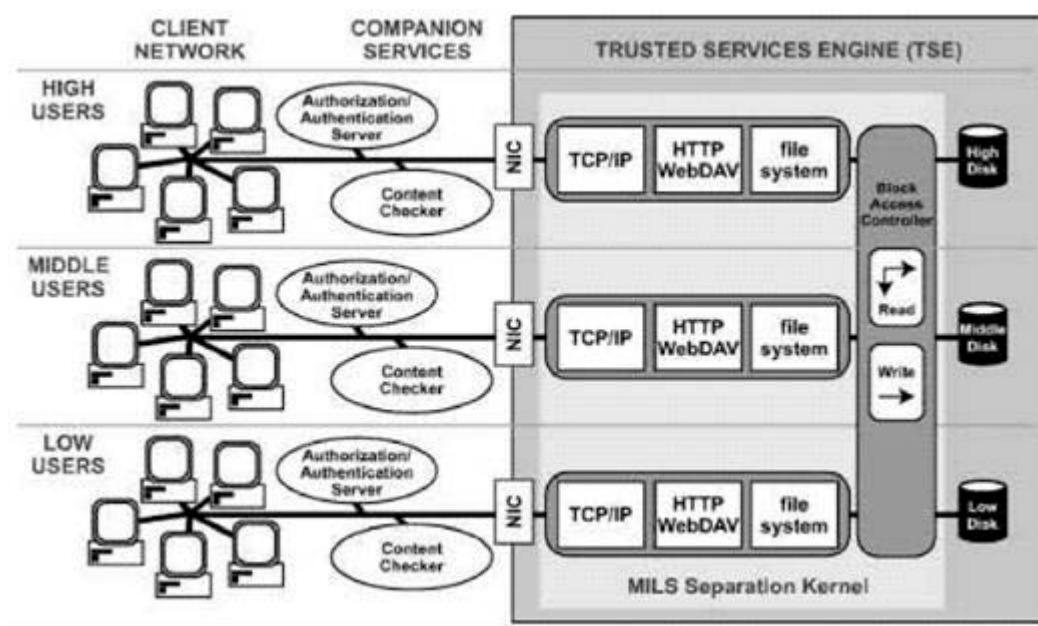 CLIENT
NETWORK
COMPANION
SERVICES
TRUSTED SERVICES ENGINE (TSE)
HIGH
USERS
Authorization/
Authentication
Server
Content
Checker
NIC
TCP/IP
HTTP
WebDAV
file
system
Block
Access
Controller
High
Disk
MIDDLE
USERS
Authorization/
Authentication
Server
Content
Checker
NIC
TCP/IP
HTTP
WebDAV
file
system
Read
Write
Middle
Disk
LOW
USERS
Authorization/
Authentication
Server
Content
Checker
NIC
TCP/IP
HTTP
WebDAV
file
system
Low
Disk
MILS Separation Kernel